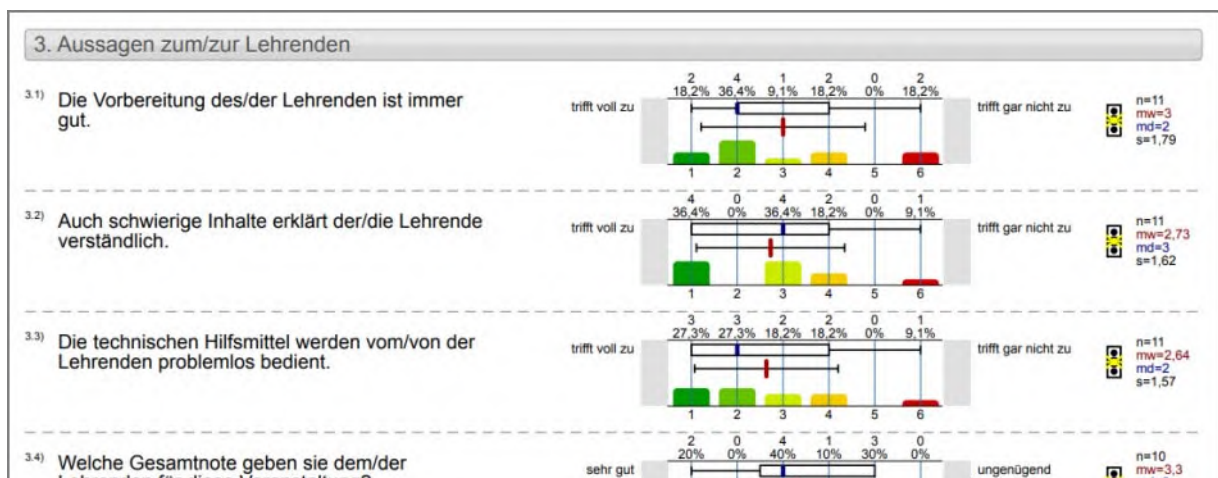 3. Aussagen zum/zur Lehrenden
2 4 1 2 0 2
18,2% 36,4% 9,1% 18,2% 0% 18,2%
3.1) Die Vorbereitung des/der Lehrenden ist immer
gut.
trifft voll zu
trifft gar nicht zu
n=11
mw=3
md=2
s=1,79
1 2 3 4 5 6
4 0 4 2 0 1
36,4% 0% 36,4% 18,2% 0% 9,1%
3.2) Auch schwierige Inhalte erklärt der/die Lehrende
verständlich.
trifft voll zu
trifft gar nicht zu
n=11
mw=2,73
md=3
s=1,62
1 2 3 4 5 6
3 3 2 2 0 1
27,3% 27,3% 18,2% 18,2% 0% 9,1%
3.3) Die technischen Hilfsmittel werden vom/von der
Lehrenden problemlos bedient.
trifft voll zu
trifft gar nicht zu
n=11
mw=2,64
md=2
s=1,57
1 2 3 4 5 6
2 0 4 1 3 0
20% 0% 40% 10% 30% 0%
3.4) Welche Gesamtnote geben sie dem/der
sehr gut
ungenügend
n=10
mw=3,3